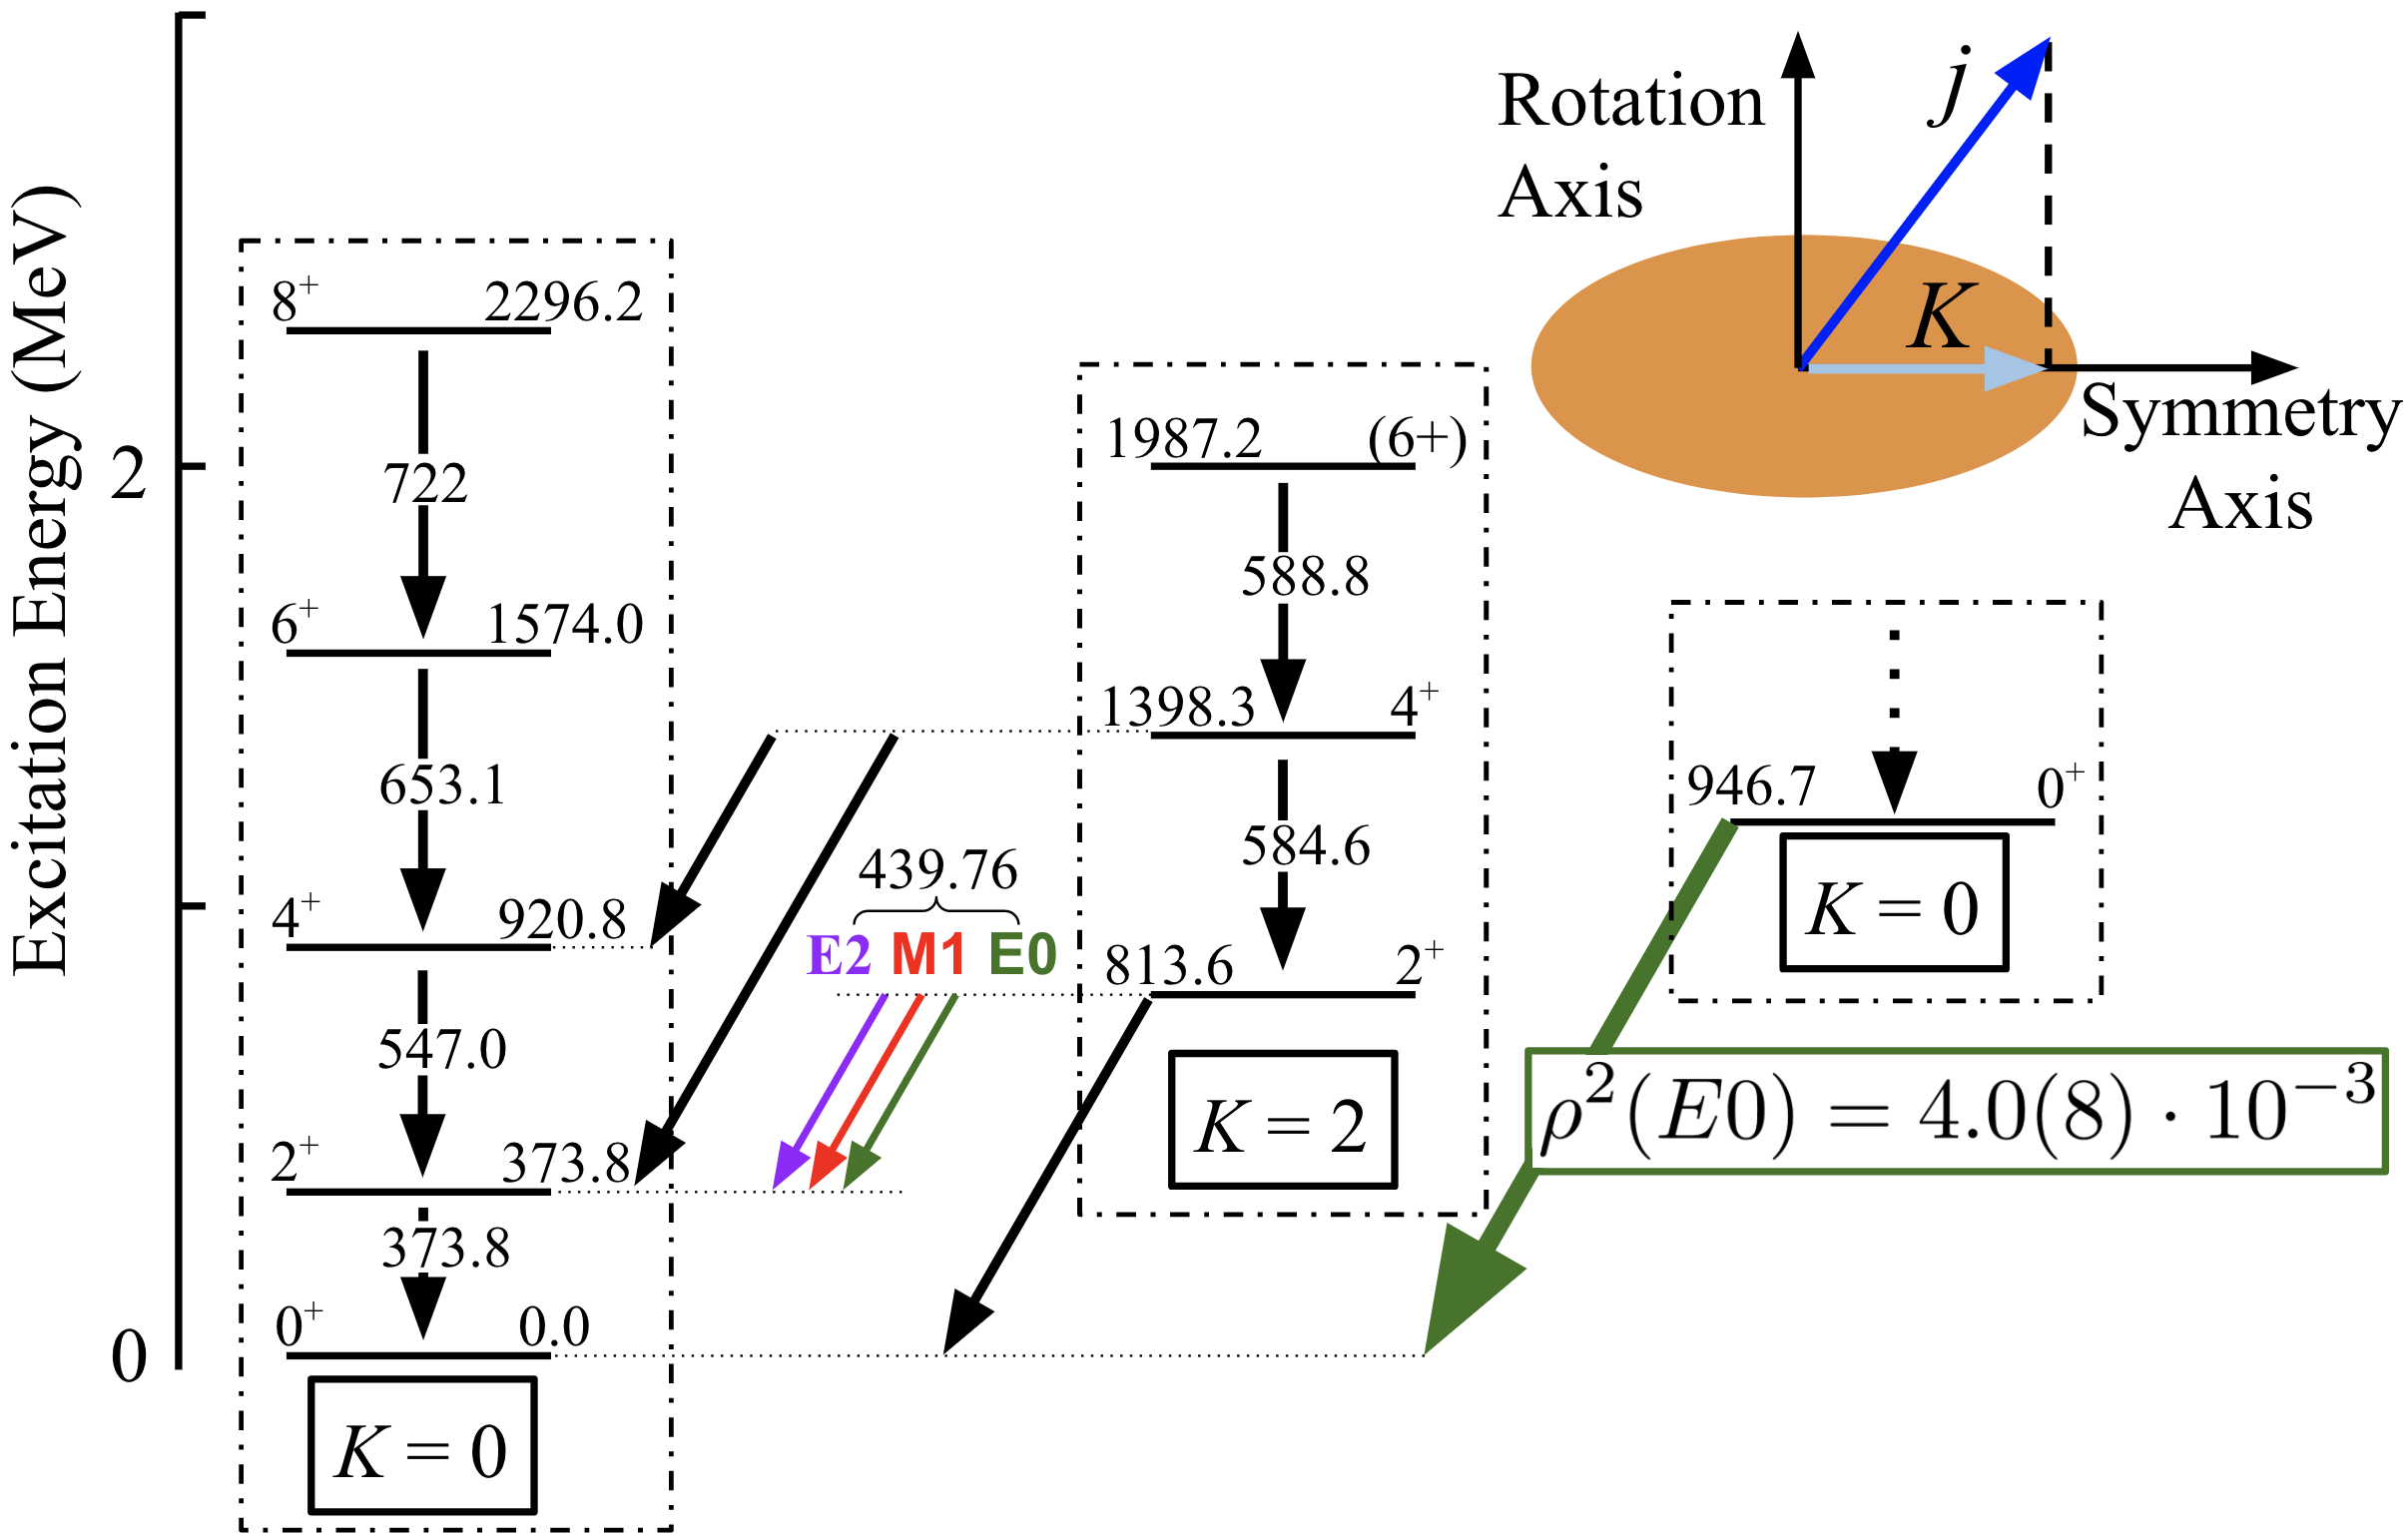 Excitation Energy (MeV)
2
0
8⁺ 2296.2
722
6⁺ 1574.0
653.1
4⁺ 920.8
547.0
2⁺ 373.8
373.8
0⁺ 0.0
K = 0
439.76
E2 M1 E0
1987.2 (6+)
588.8
1398.3 4⁺
584.6
813.6 2⁺
K = 2
Rotation
Axis
j
K
Symmetry
Axis
946.7 0⁺
K = 0
ρ²(E0) = 4.0(8) · 10⁻³